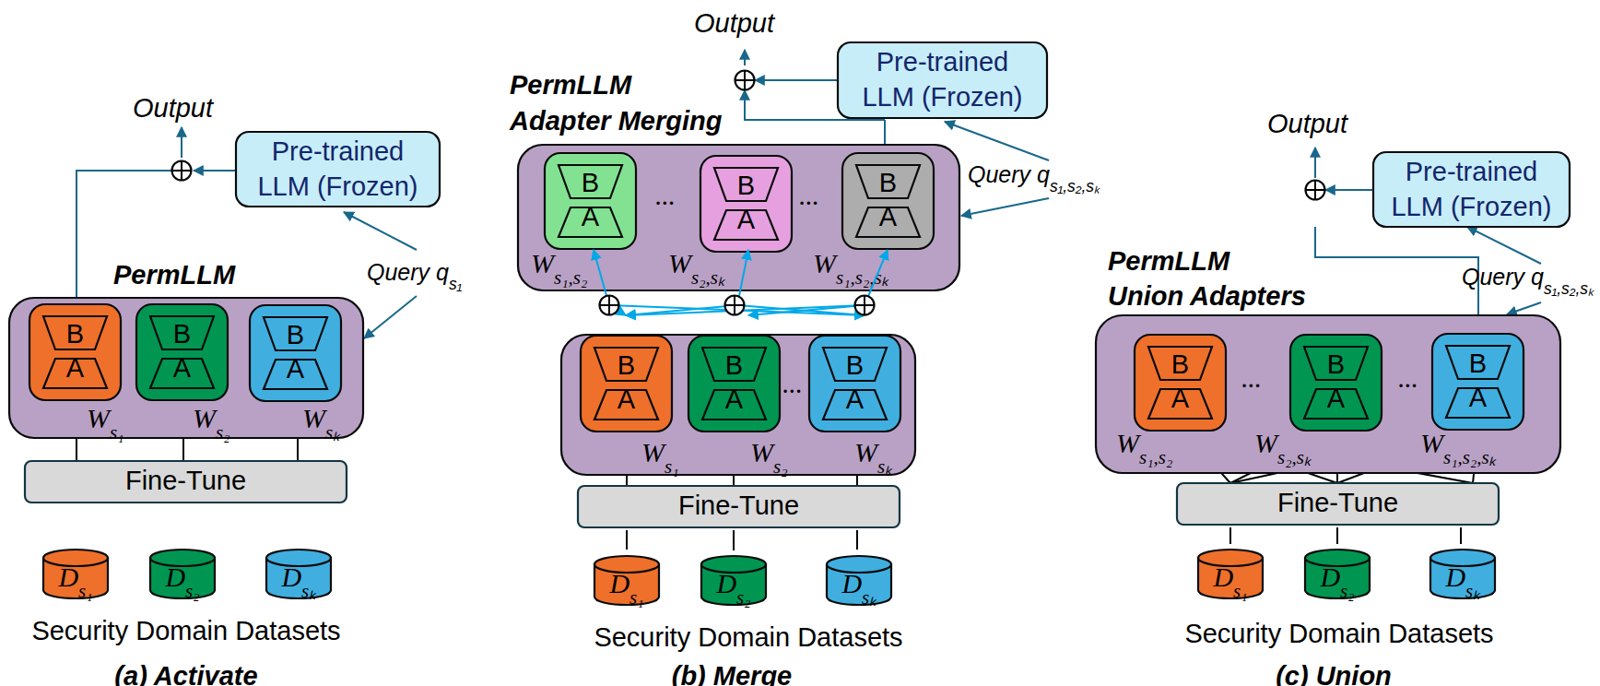 Output
Pre-trained
LLM (Frozen)
PermLLM
Query q_{s₁}
B B B
A A A
W_{s₁} W_{s₂} W_{sₖ}
Fine-Tune
D_{s₁} D_{s₂} D_{sₖ}
Security Domain Datasets
(a) Activate
Output
Pre-trained
LLM (Frozen)
PermLLM
Adapter Merging
Query q_{s₁,s₂,sₖ}
B ... B ... B
A A A
W_{s₁,s₂} W_{s₂,sₖ} W_{s₁,s₂,sₖ}
B B ... B
A A A
W_{s₁} W_{s₂} W_{sₖ}
Fine-Tune
D_{s₁} D_{s₂} D_{sₖ}
Security Domain Datasets
(b) Merge
Output
Pre-trained
LLM (Frozen)
PermLLM
Union Adapters
Query q_{s₁,s₂,sₖ}
B ... B ... B
A A A
W_{s₁,s₂} W_{s₂,sₖ} W_{s₁,s₂,sₖ}
Fine-Tune
D_{s₁} D_{s₂} D_{sₖ}
Security Domain Datasets
(c) Union